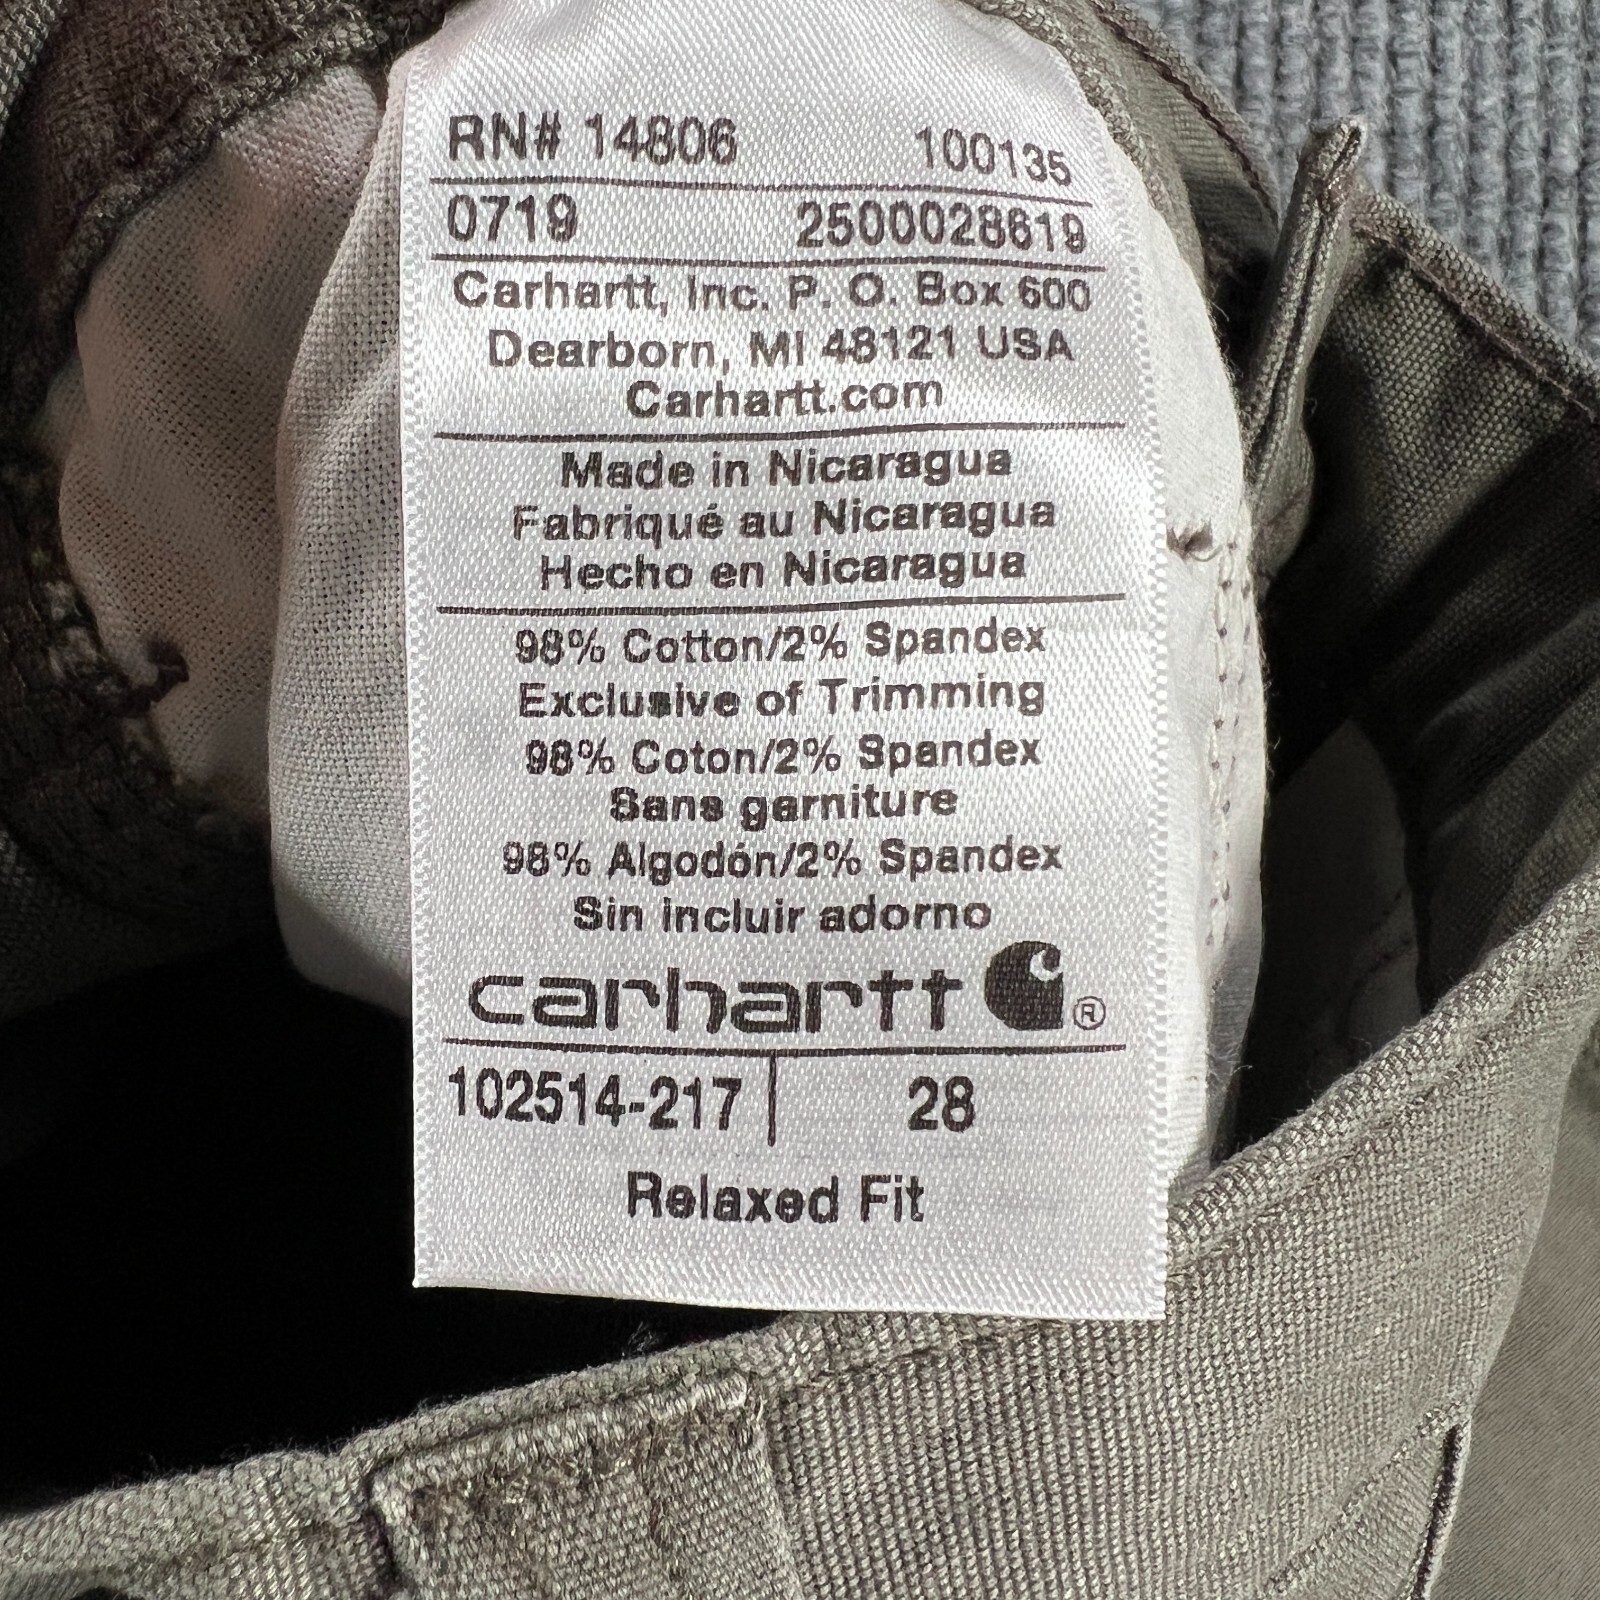 RN# 14806 100135
0719 2500028619
Carhartt, Inc. P. O. Box 600
Dearborn, MI 48121 USA
Carhartt.com
Made in Nicaragua
Fabriqué au Nicaragua
Hecho en Nicaragua
98% Cotton/2% Spandex
Exclusive of Trimming
98% Coton/2% Spandex
Sans garniture
98% Algodón/2% Spandex
Sin incluir adorno
carhartt ®
102514-217 28
Relaxed Fit